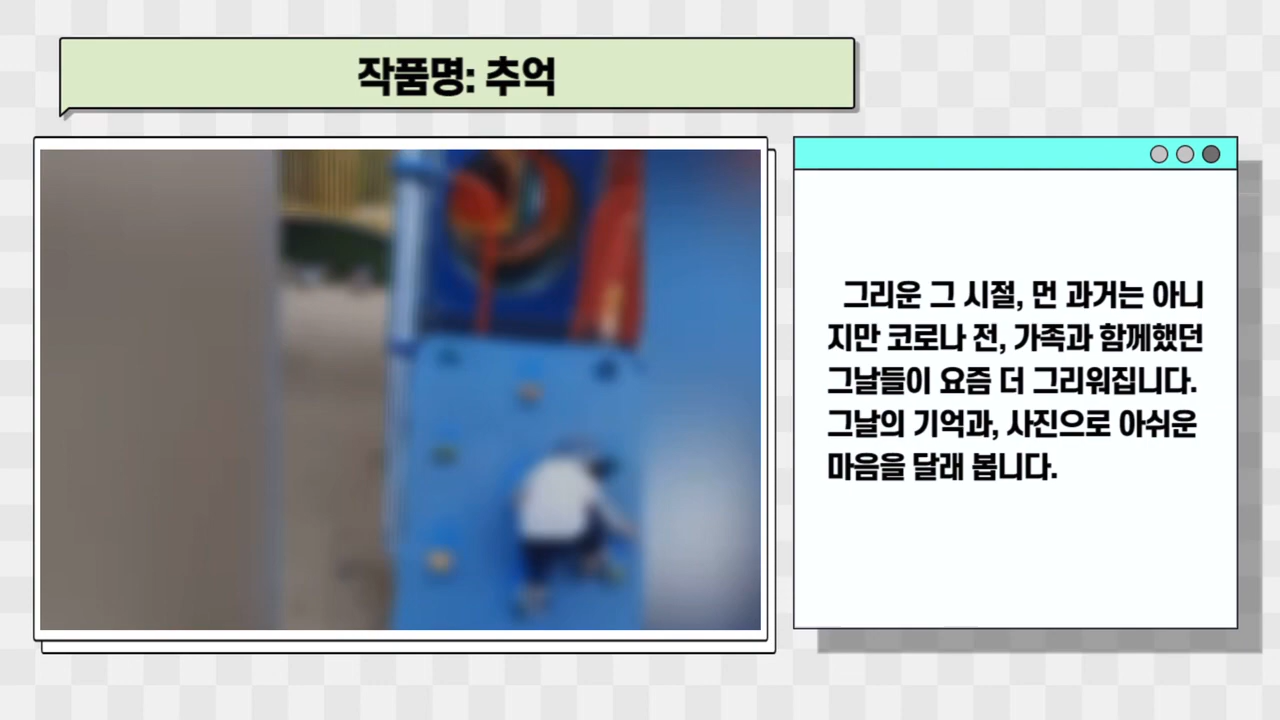 작품명: 추억
그리운 그 시절, 먼 과거는 아니
지만 코로나 전, 가족과 함께했던
그날들이 요즘 더 그리워집니다.
그날의 기억과, 사진으로 아쉬운
마음을 달래 봅니다.